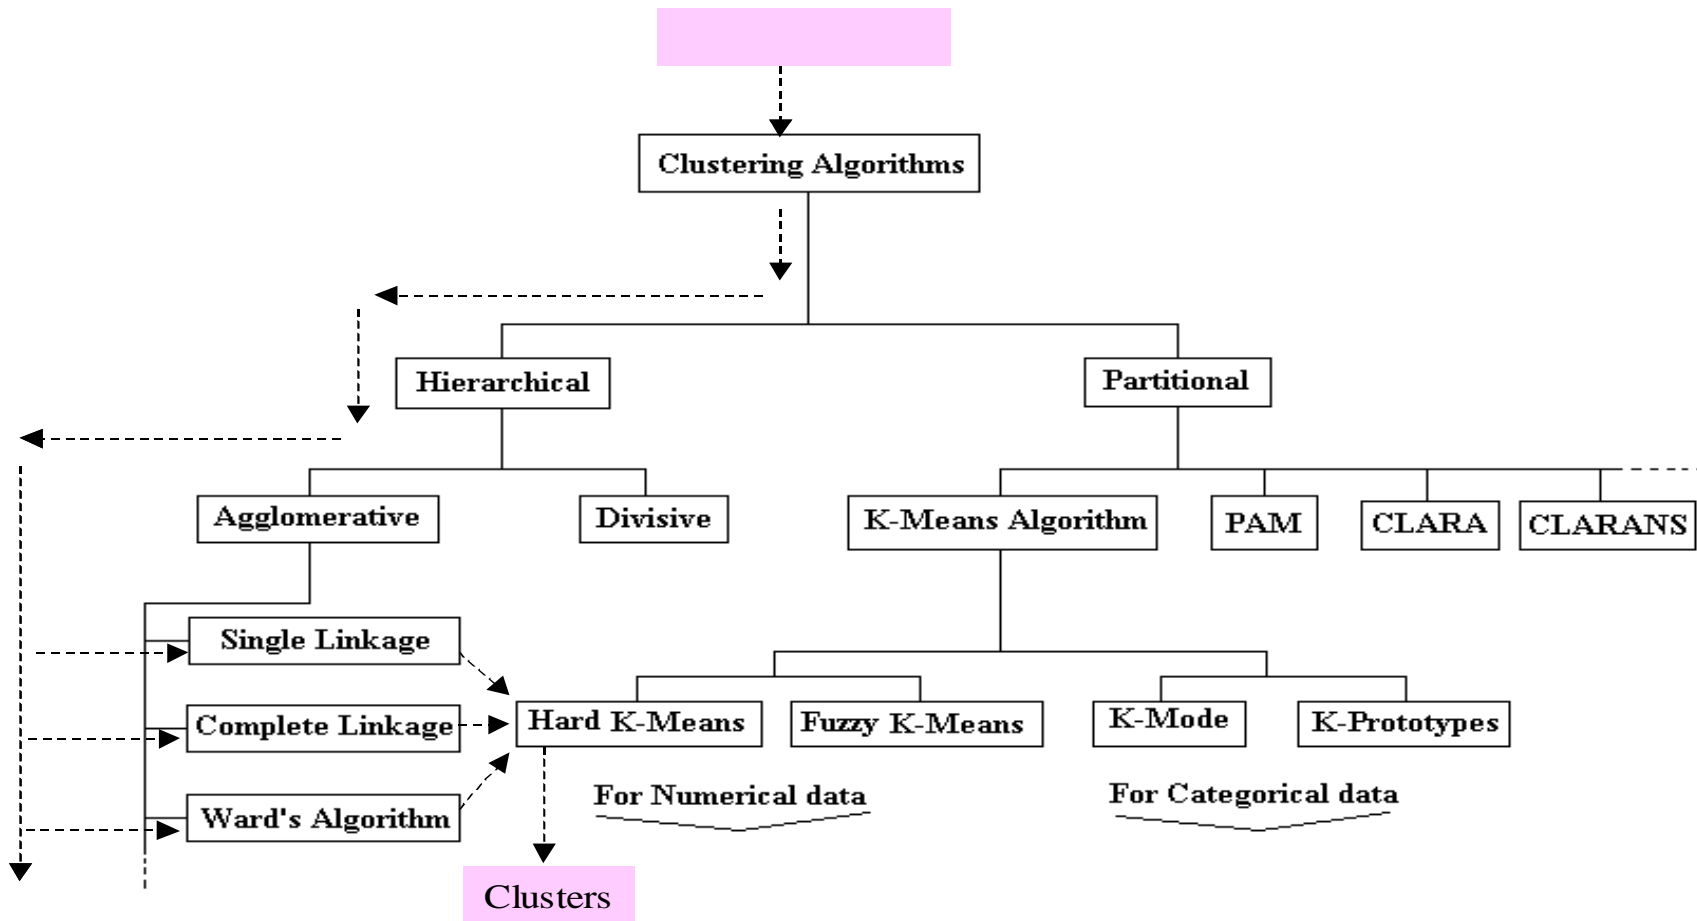 Clustering Algorithms
Hierarchical
Partitional
Agglomerative
Divisive
K-Means Algorithm
PAM
CLARA
CLARANS
Single Linkage
Complete Linkage
Ward's Algorithm
Hard K-Means
Fuzzy K-Means
K-Mode
K-Prototypes
For Numerical data
For Categorical data
Clusters